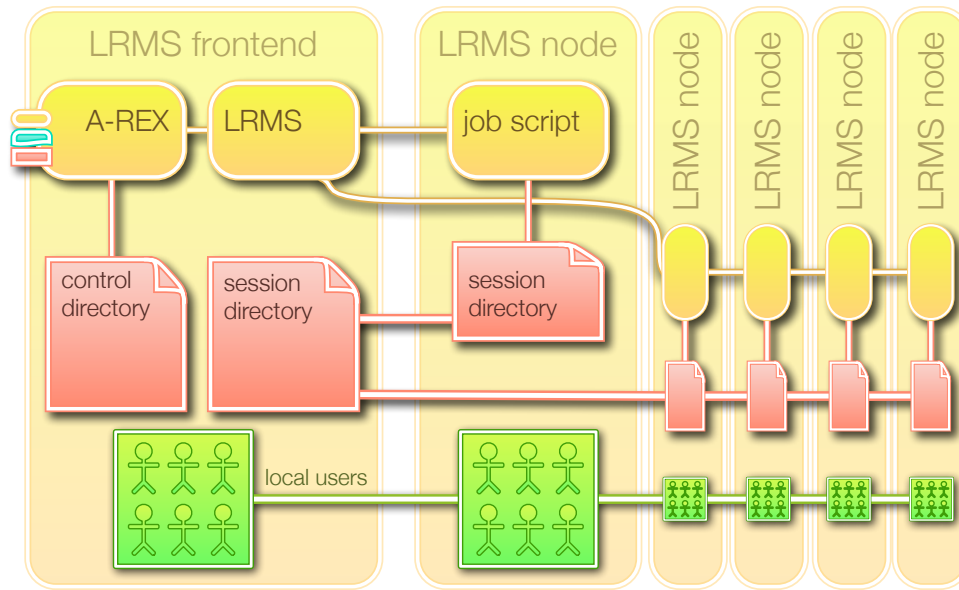 LRMS frontend
LRMS node
LRMS node
LRMS node
LRMS node
LRMS node
A-REX
LRMS
job script
control
directory
session
directory
session
directory
local users